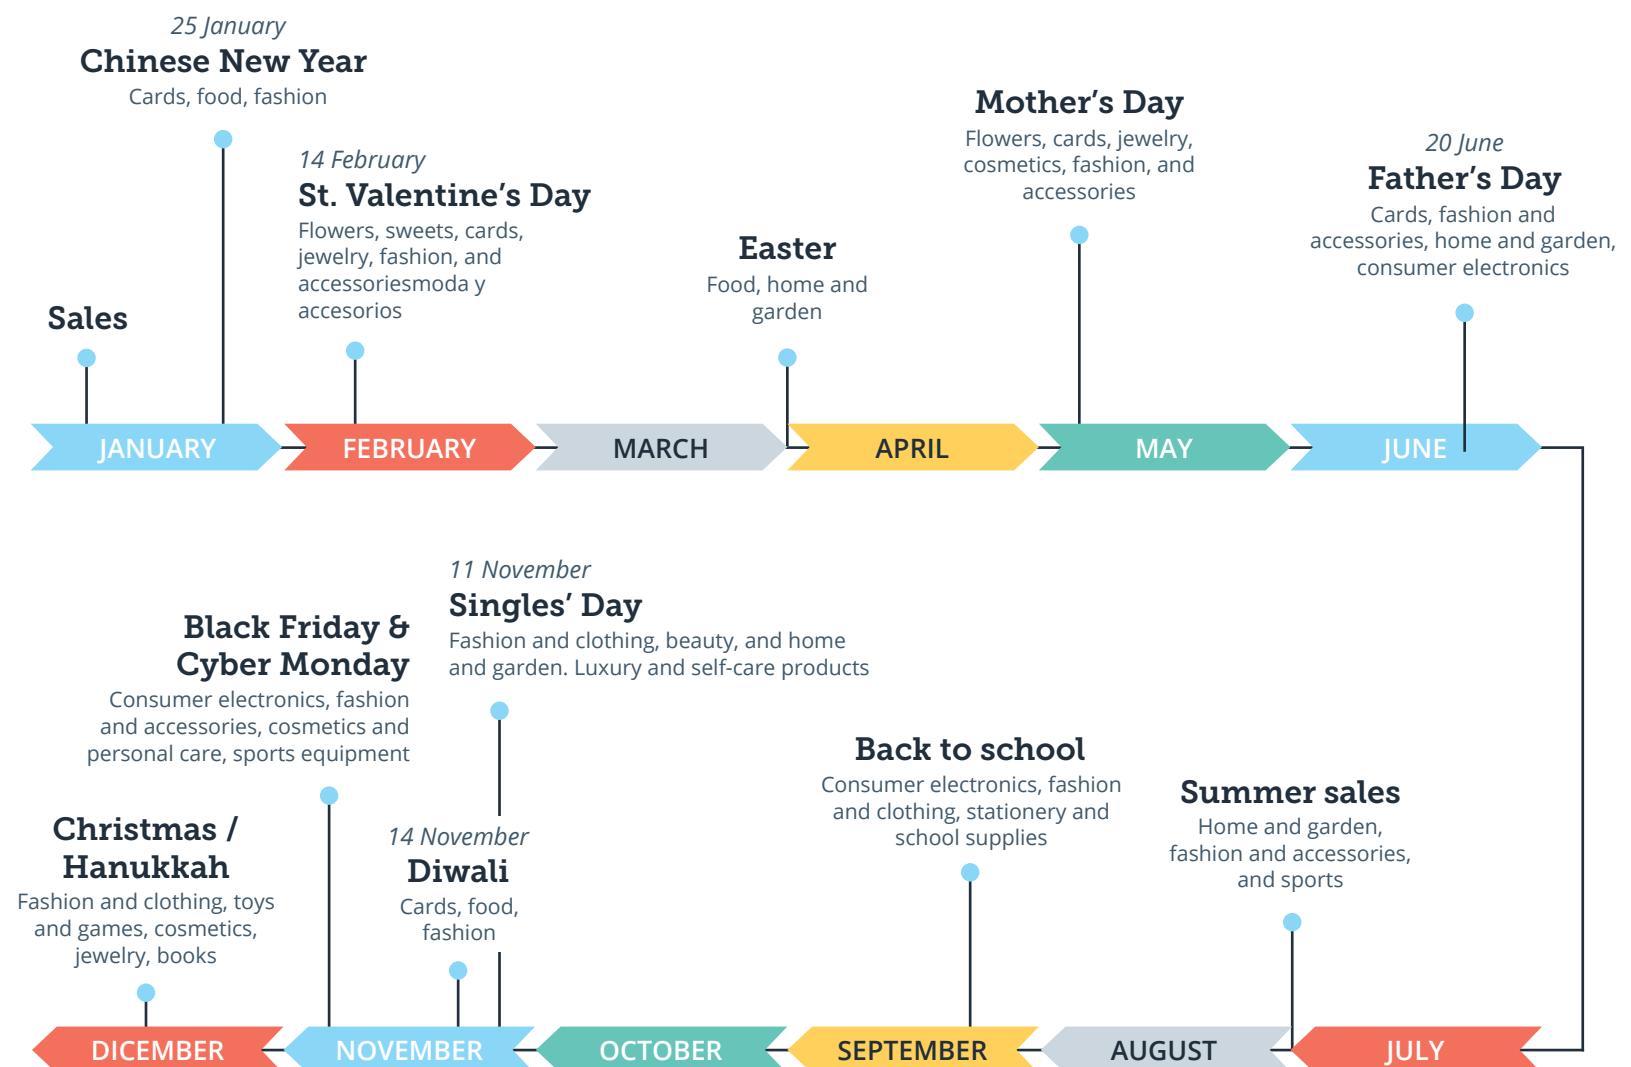 25 January
Chinese New Year
Cards, food, fashion
14 February
St. Valentine’s Day
Flowers, sweets, cards,
jewelry, fashion, and
accessoriesmoda y
accesorios
Mother’s Day
Flowers, cards, jewelry,
cosmetics, fashion, and
accessories
20 June
Father’s Day
Cards, fashion and
accessories, home and garden,
consumer electronics
Easter
Food, home and
garden
Sales
JANUARY
FEBRUARY
MARCH
APRIL
MAY
JUNE
11 November
Singles’ Day
Fashion and clothing, beauty, and home
and garden. Luxury and self-care products
Black Friday &
Cyber Monday
Consumer electronics, fashion
and accessories, cosmetics and
personal care, sports equipment
Back to school
Consumer electronics, fashion
and clothing, stationery and
school supplies
Summer sales
Home and garden,
fashion and accessories,
and sports
Christmas /
Hanukkah
Fashion and clothing, toys
and games, cosmetics,
jewelry, books
14 November
Diwali
Cards, food,
fashion
DICEMBER
NOVEMBER
OCTOBER
SEPTEMBER
AUGUST
JULY